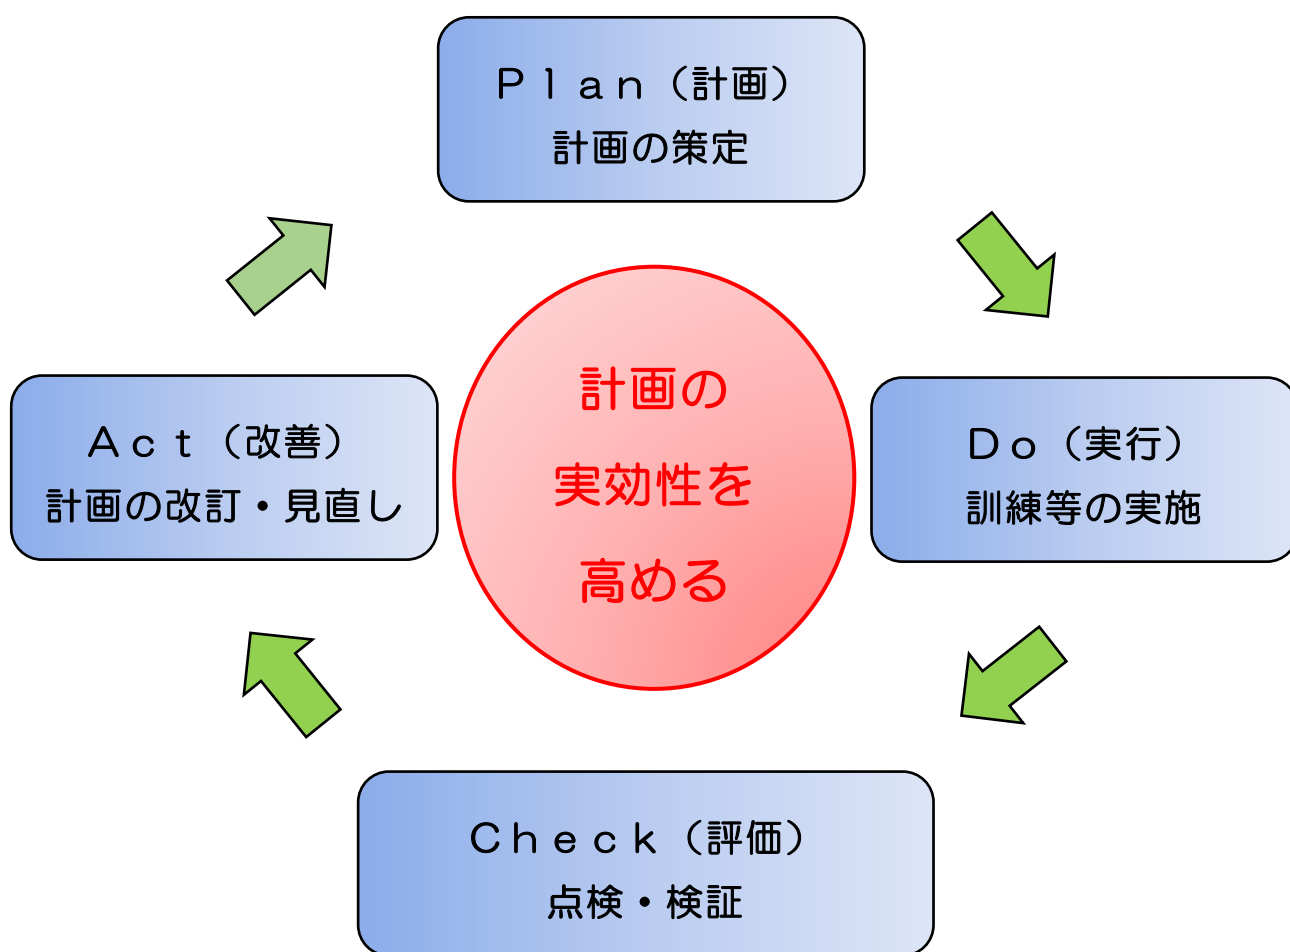 Ｐｌａｎ（計画）
計画の策定
Ａｃｔ（改善）
計画の改訂・見直し
計画の
実効性を
高める
Ｄｏ（実行）
訓練等の実施
Ｃｈｅｃｋ（評価）
点検・検証